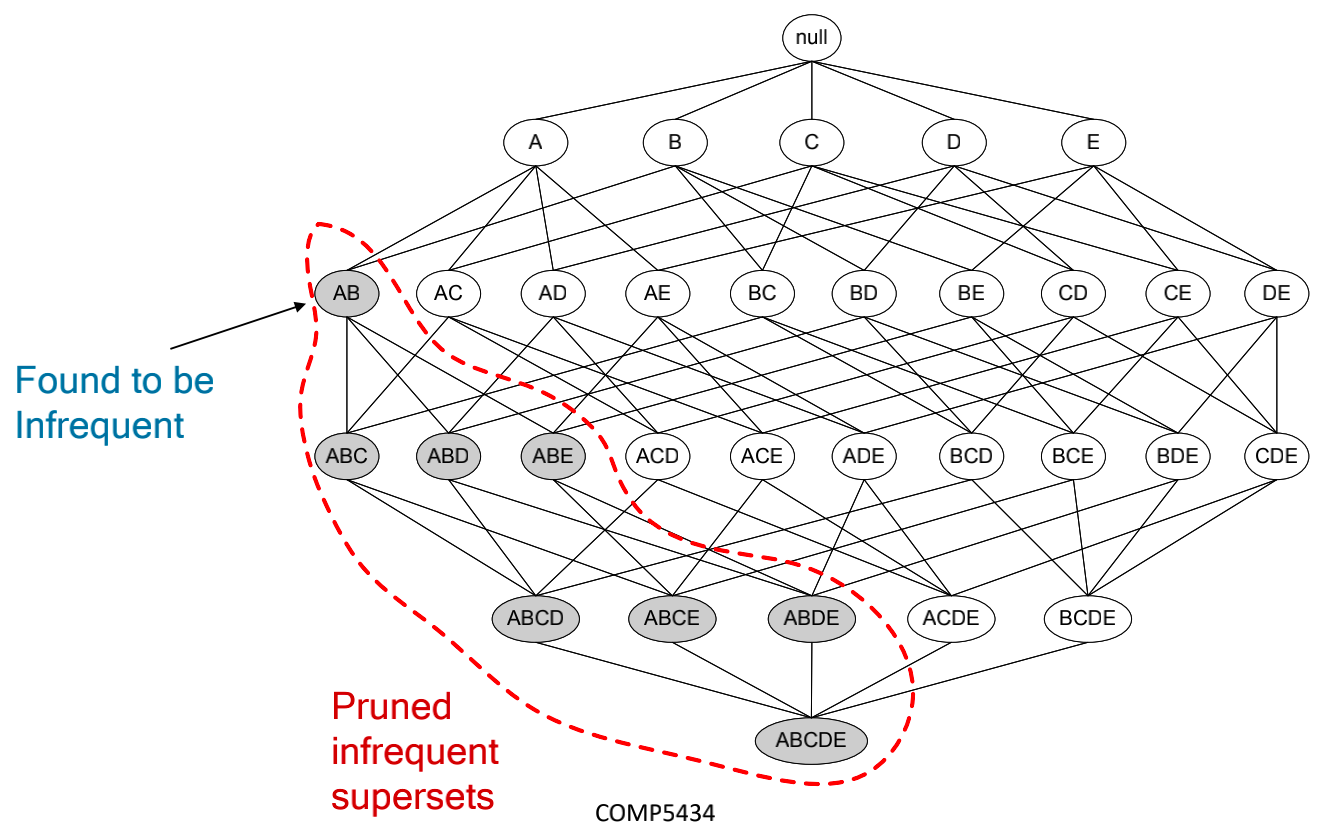 null
A B C D E
AB AC AD AE BC BD BE CD CE DE
Found to be
Infrequent
ABC ABD ABE ACD ACE ADE BCD BCE BDE CDE
ABCD ABCE ABDE ACDE BCDE
Pruned
infrequent
supersets
ABCDE
COMP5434